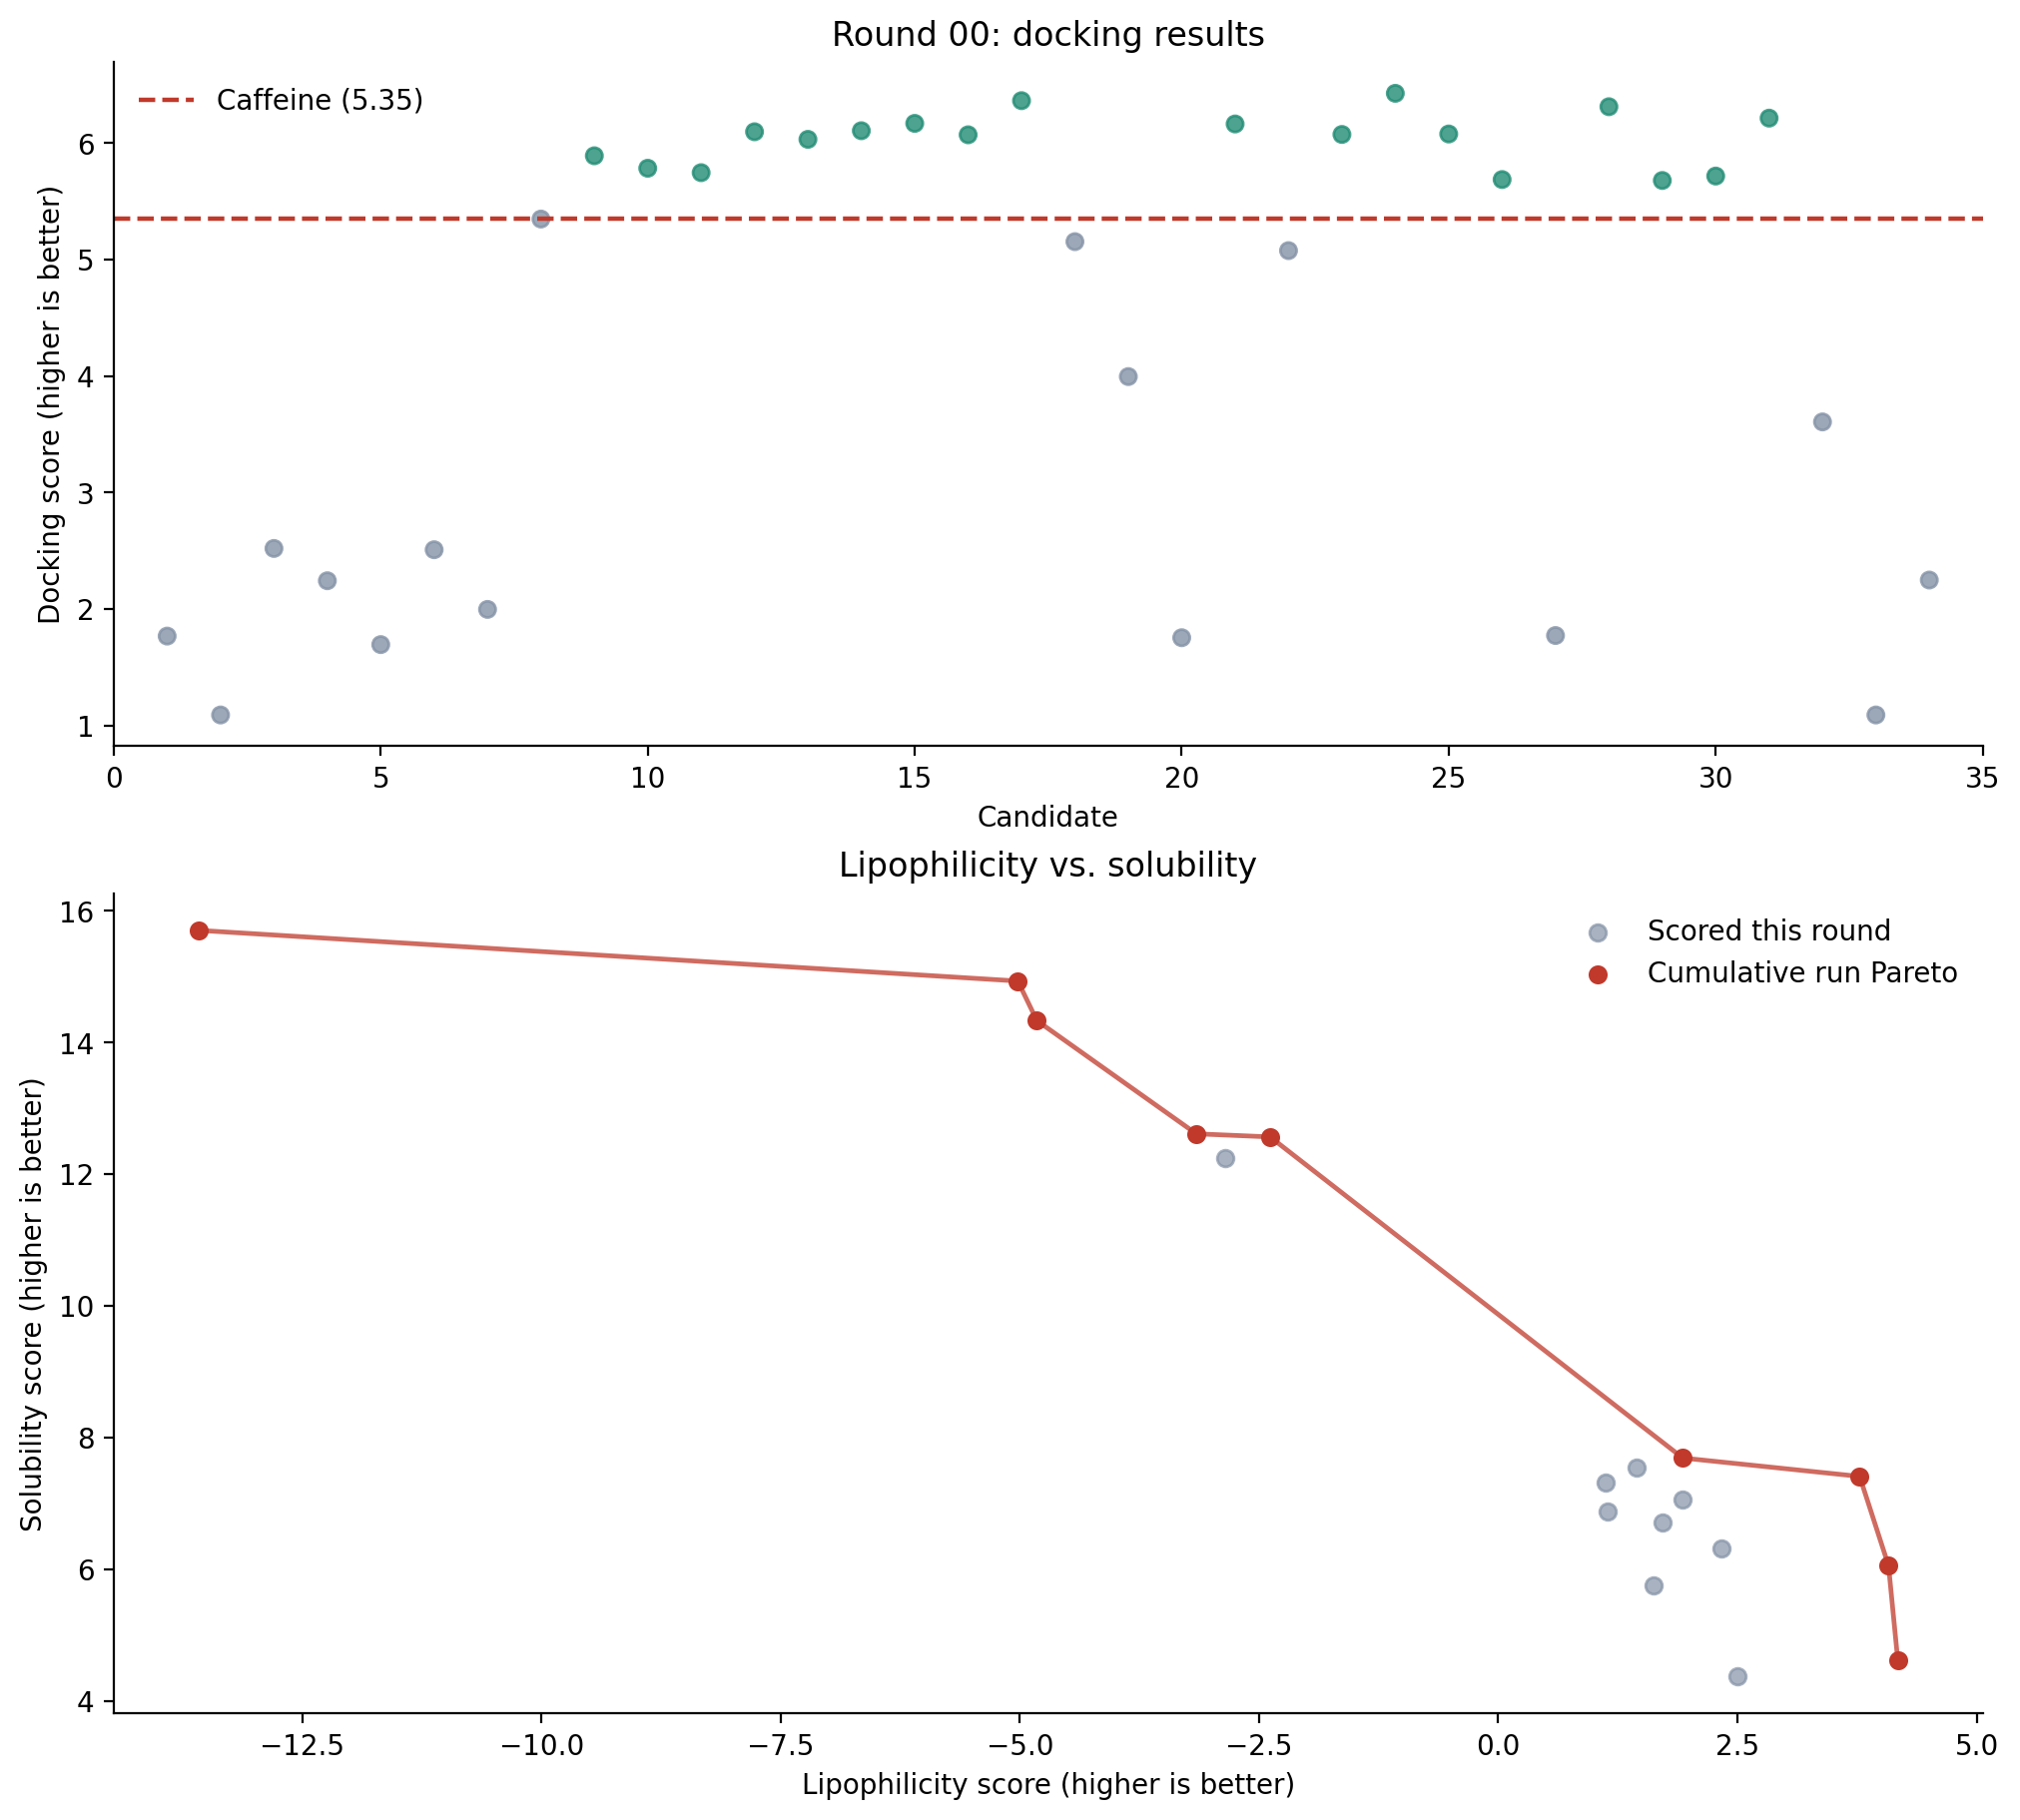 Round 00: docking results
Caffeine (5.35)
Docking score (higher is better)
6
5
4
3
2
1
0 5 10 15 20 25 30 35
Candidate
Lipophilicity vs. solubility
Scored this round
Cumulative run Pareto
Solubility score (higher is better)
16
14
12
10
8
6
4
−12.5 −10.0 −7.5 −5.0 −2.5 0.0 2.5 5.0
Lipophilicity score (higher is better)